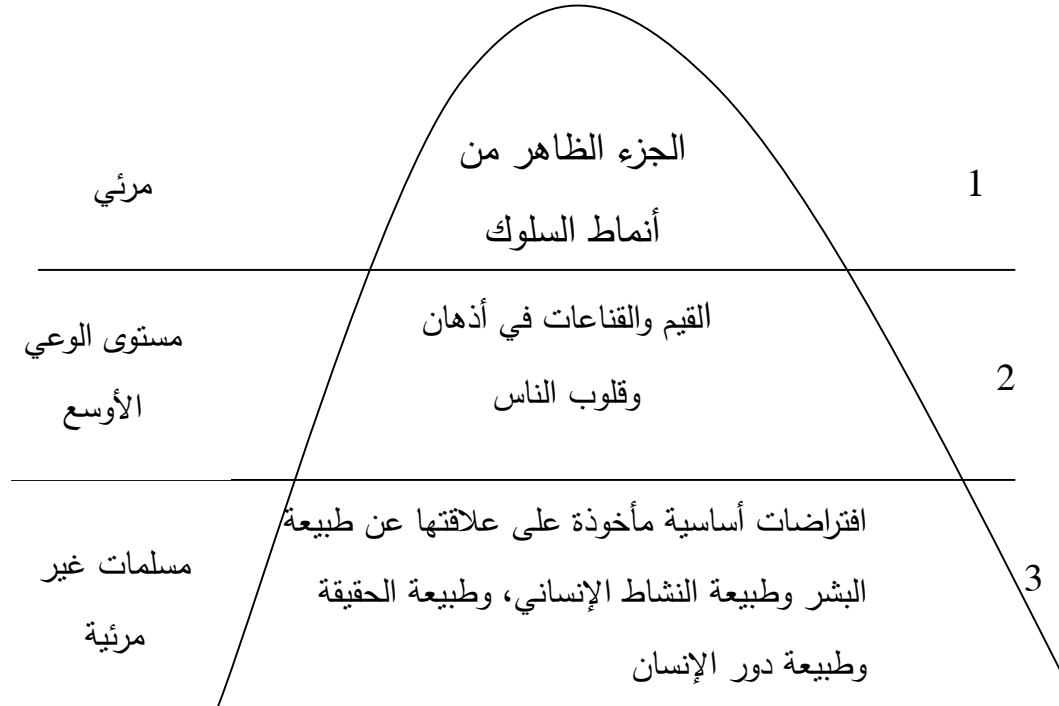 الجزء الظاهر من
أنماط السلوك
1
مرئي
القيم والقناعات في أذهان
وقلوب الناس
2
مستوى الوعي
الأوسع
افتراضات أساسية مأخوذة على علاقتها عن طبيعة
البشر وطبيعة النشاط الإنساني، وطبيعة الحقيقة
وطبيعة دور الإنسان
3
مسلمات غير
مرئية